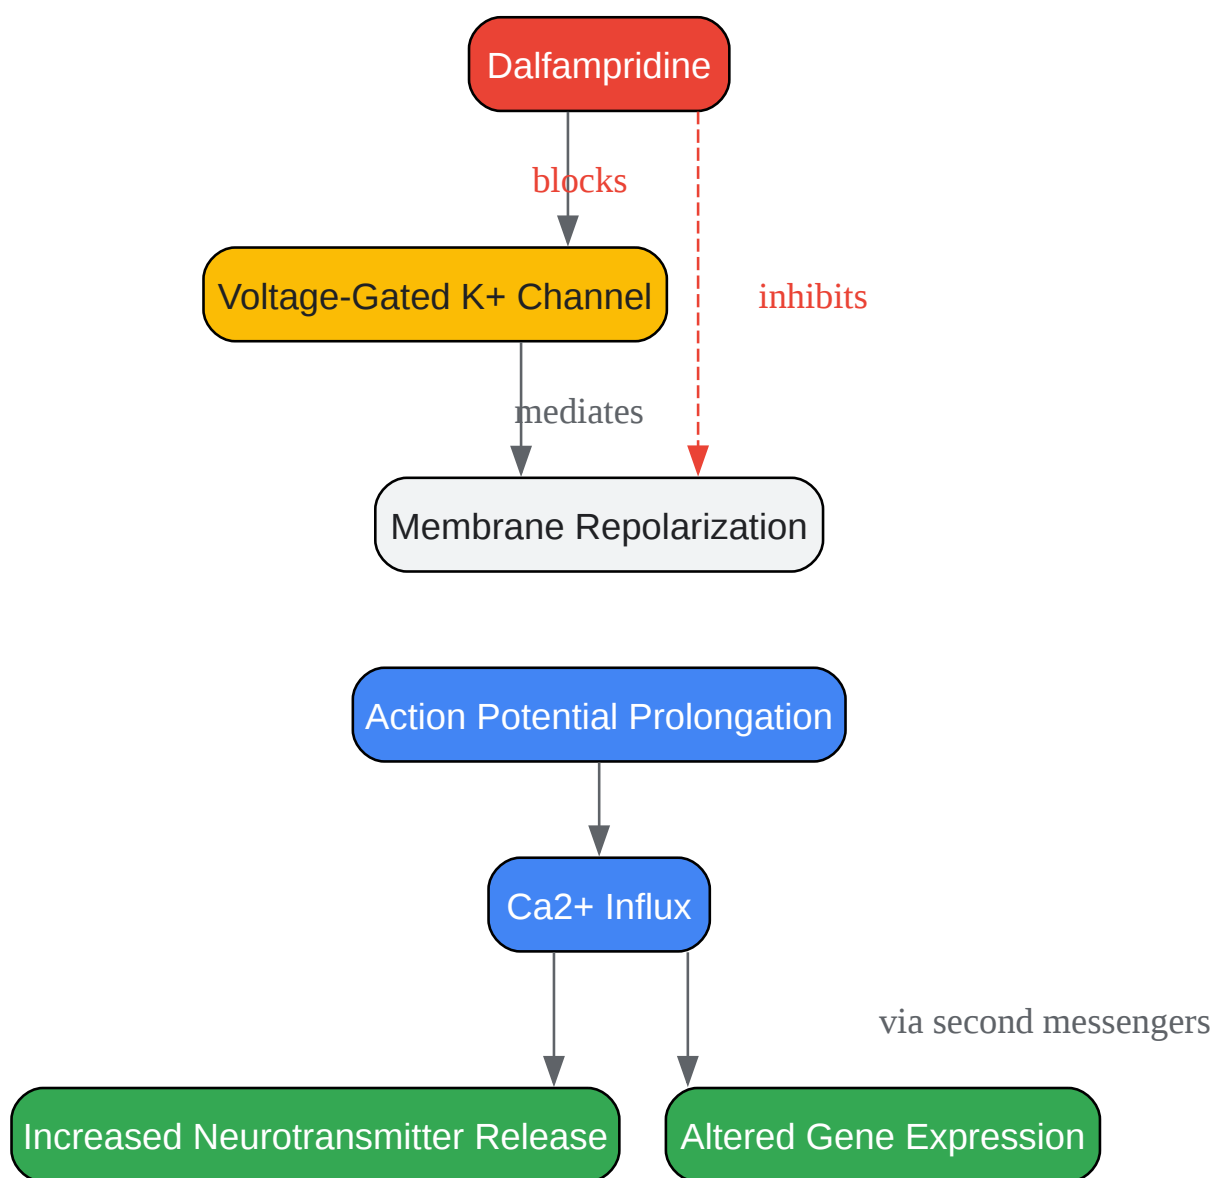 Dalfampridine
blocks
Voltage-Gated K+ Channel
inhibits
mediates
Membrane Repolarization
Action Potential Prolongation
Ca2+ Influx
via second messengers
Increased Neurotransmitter Release
Altered Gene Expression